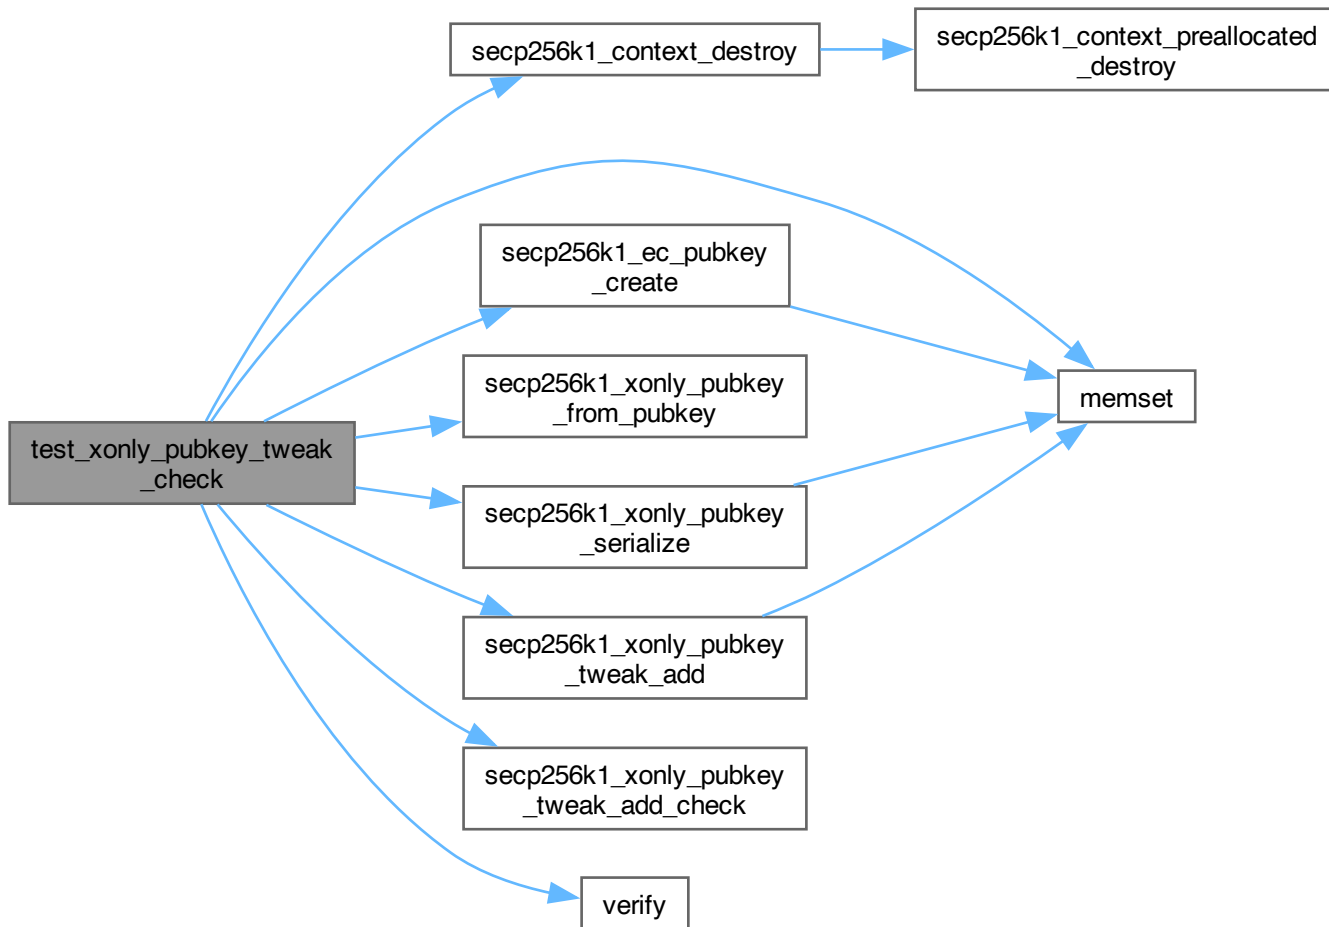 secp256k1_context_destroy
secp256k1_context_preallocated
_destroy
secp256k1_ec_pubkey
_create
secp256k1_xonly_pubkey
_from_pubkey
memset
test_xonly_pubkey_tweak
_check
secp256k1_xonly_pubkey
_serialize
secp256k1_xonly_pubkey
_tweak_add
secp256k1_xonly_pubkey
_tweak_add_check
verify